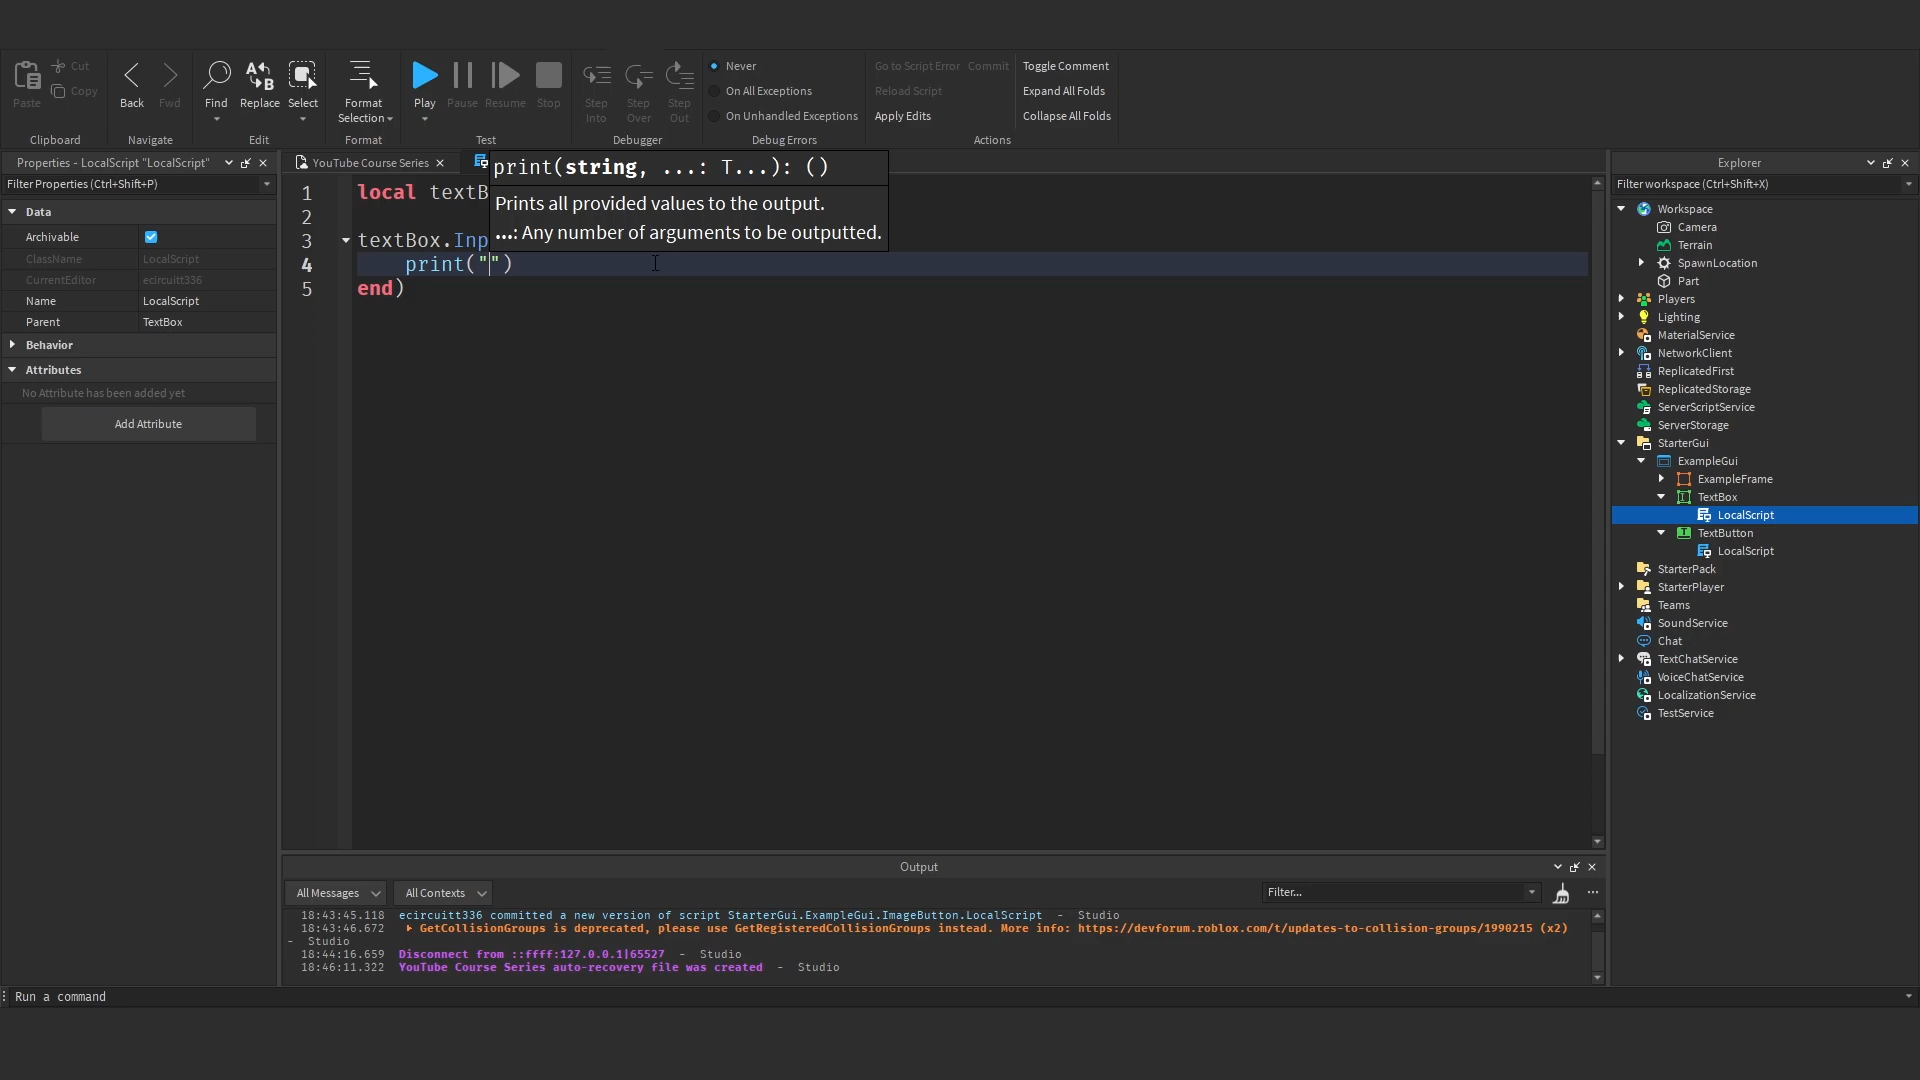 Paste
Cut
Copy
Clipboard
Back
Fwd
Navigate
Find
Replace
Select
Edit
Format
Selection
Format
Play
Pause
Resume
Stop
Test
Step
Into
Step
Over
Step
Out
Debugger
Never
On All Exceptions
On Unhandled Exceptions
Debug Errors
Go to Script Error Commit
Reload Script
Apply Edits
Toggle Comment
Expand All Folds
Collapse All Folds
Actions
Properties - LocalScript "LocalScript"
Filter Properties (Ctrl+Shift+P)
Data
Archivable
ClassName LocalScript
CurrentEditor ecircuitt336
Name LocalScript
Parent TextBox
Behavior
Attributes
No Attribute has been added yet
Add Attribute
YouTube Course Series
print(string, ...: T...): ()
Prints all provided values to the output.
...: Any number of arguments to be outputted.
1 local textB
2
3 textBox.Inp
4 print("")
5 end)
Explorer
Filter workspace (Ctrl+Shift+X)
Workspace
Camera
Terrain
SpawnLocation
Part
Players
Lighting
MaterialService
NetworkClient
ReplicatedFirst
ReplicatedStorage
ServerScriptService
ServerStorage
StarterGui
ExampleGui
ExampleFrame
TextBox
LocalScript
TextButton
LocalScript
StarterPack
StarterPlayer
Teams
SoundService
Chat
TextChatService
VoiceChatService
LocalizationService
TestService
Output
All Messages
All Contexts
Filter...
18:43:45.118 ecircuitt336 committed a new version of script StarterGui.ExampleGui.ImageButton.LocalScript - Studio
18:43:46.672 GetCollisionGroups is deprecated, please use GetRegisteredCollisionGroups instead. More info: https://devforum.roblox.com/t/updates-to-collision-groups/1990215 (x2)
- Studio
18:44:16.659 Disconnect from ::ffff:127.0.0.1|65527 - Studio
18:46:11.322 YouTube Course Series auto-recovery file was created - Studio
Run a command